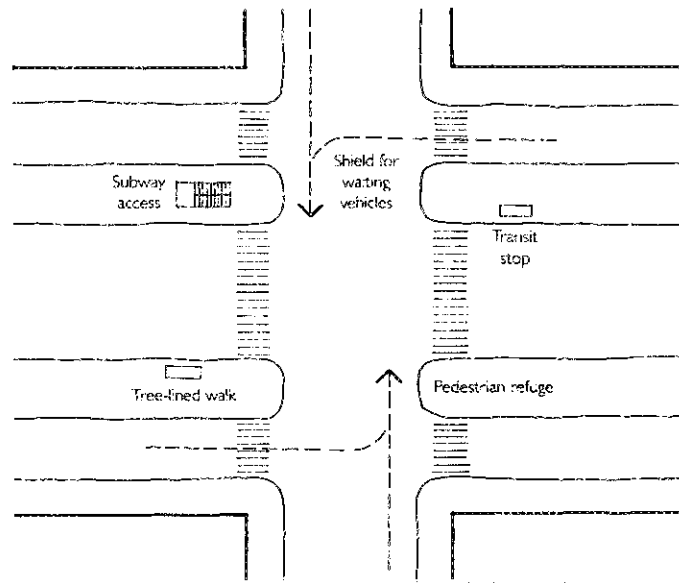 Shield for
waiting
vehicles
Subway
access
Transit
stop
Tree-lined walk
Pedestrian refuge